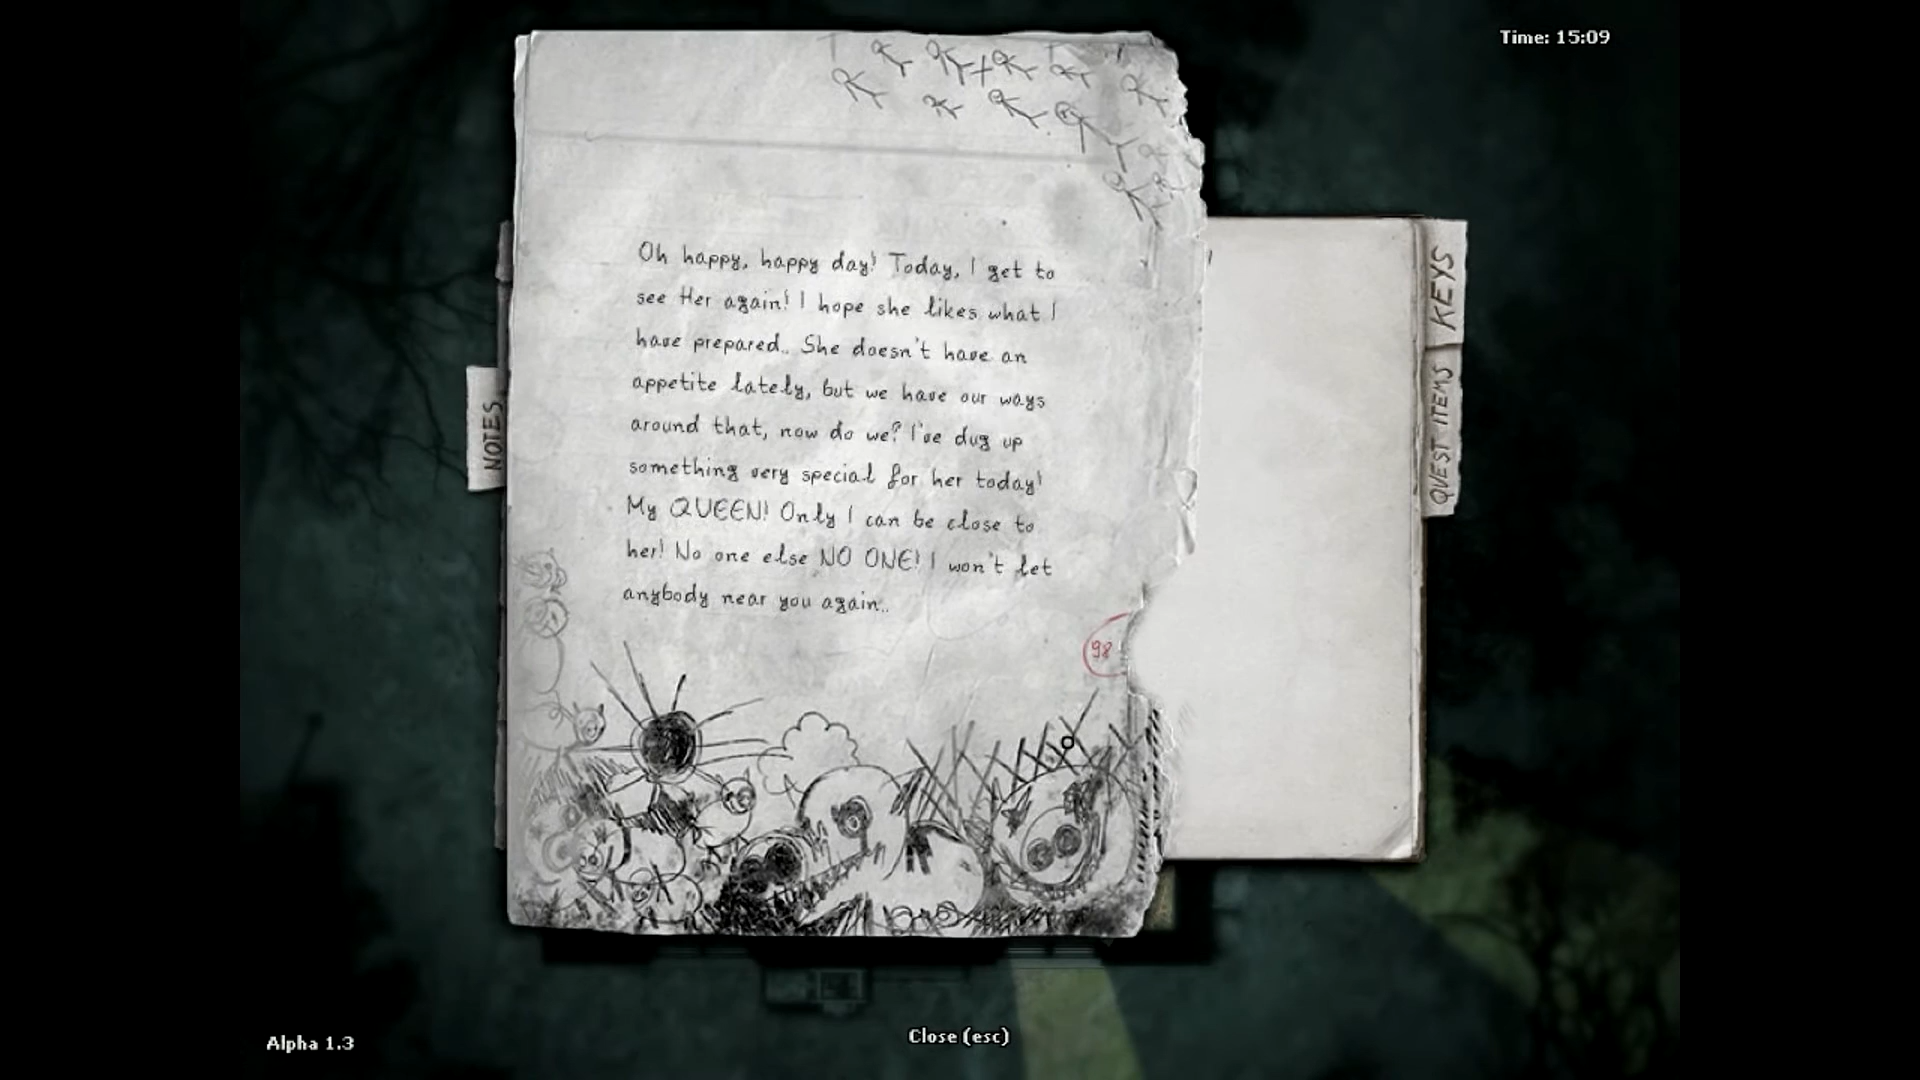 Time: 15:09
Oh happy, happy day! Today, I get to
see Her again! I hope she likes what I
have prepared.. She doesn't have an
appetite lately, but we have our ways
around that, now do we? I've dug up
something very special for her today!
My QUEEN! Only I can be close to
her! No one else NO ONE! I won't let
anybody near you again..
98
NOTES
KEYS
QUEST ITEMS
Close (esc)
Alpha 1.3